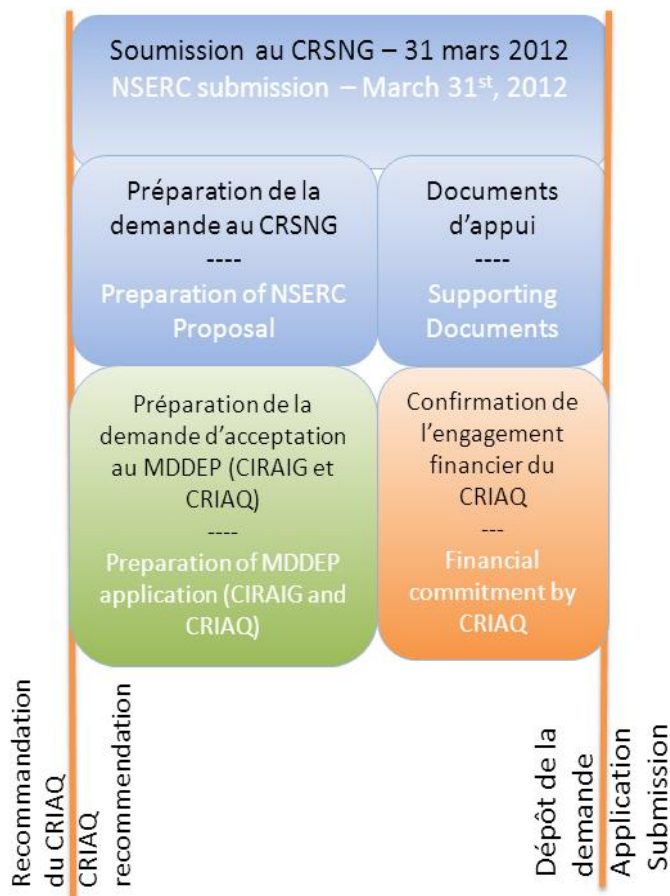 Soumission au CRSNG – 31 mars 2012
NSERC submission – March 31st, 2012
Préparation de la
demande au CRSNG
----
Preparation of NSERC
Proposal
Documents
d'appui
----
Supporting
Documents
Préparation de la
demande d'acceptation
au MDDEP (CIRAIG et
CRIAQ)
----
Preparation of MDDEP
application (CIRAIG and
CRIAQ)
Confirmation de
l'engagement
financier du
CRIAQ
---
Financial
commitment by
CRIAQ
Recommandation
du CRIAQ
CRIAQ
recommendation
Dépôt de la
demande
Application
Submission